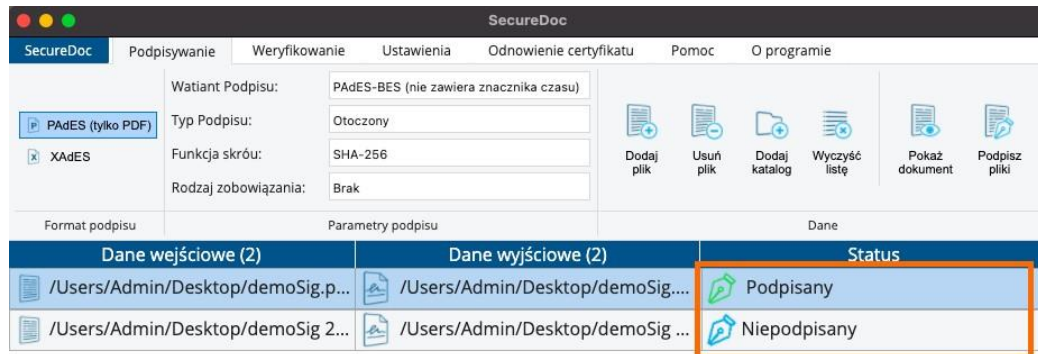 SecureDoc
SecureDoc Podpisywanie Weryfikowanie Ustawienia Odnowienie certyfikatu Pomoc O programie
PAdES (tylko PDF)
XAdES
Format podpisu
Watiant Podpisu: PAdES-BES (nie zawiera znacznika czasu)
Typ Podpisu: Otoczony
Funkcja skróu: SHA-256
Rodzaj zobowiązania: Brak
Parametry podpisu
Dodaj plik
Usuń plik
Dodaj katalog
Wyczyść listę
Pokaż dokument
Podpisz pliki
Dane
Dane wejściowe (2) Dane wyjściowe (2) Status
/Users/Admin/Desktop/demoSig.p... /Users/Admin/Desktop/demoSig.... Podpisany
/Users/Admin/Desktop/demoSig 2... /Users/Admin/Desktop/demoSig ... Niepodpisany